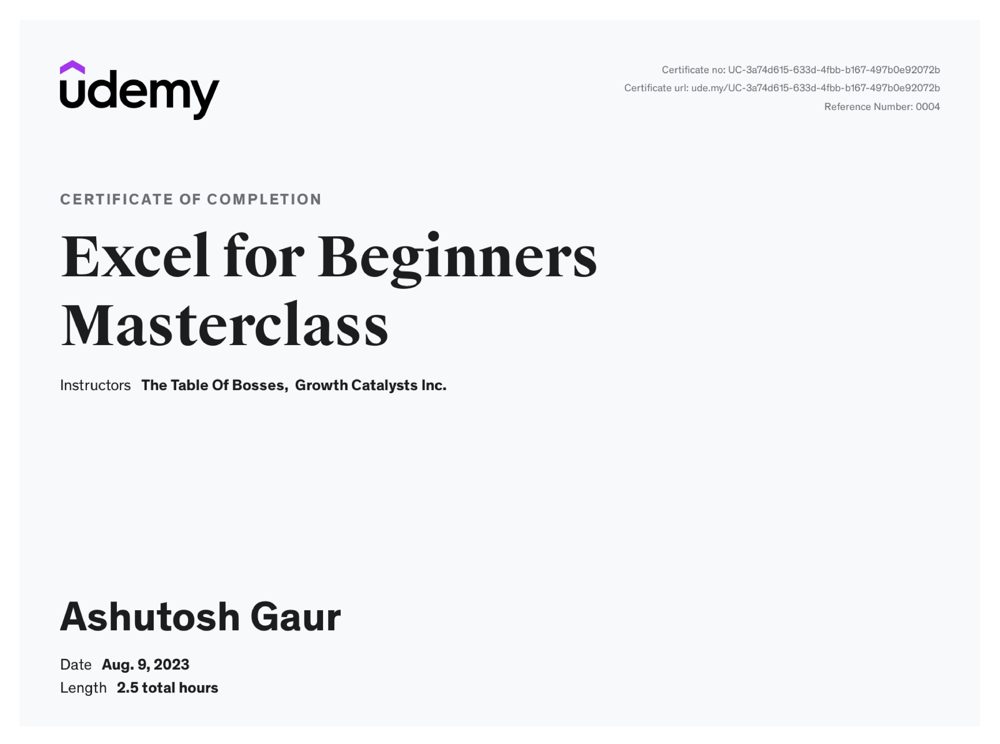 udemy
Certificate no: UC-3a74d615-633d-4fbb-b167-497b0e92072b
Certificate url: ude.my/UC-3a74d615-633d-4fbb-b167-497b0e92072b
Reference Number: 0004
CERTIFICATE OF COMPLETION
Excel for Beginners
Masterclass
Instructors The Table Of Bosses, Growth Catalysts Inc.
Ashutosh Gaur
Date Aug. 9, 2023
Length 2.5 total hours